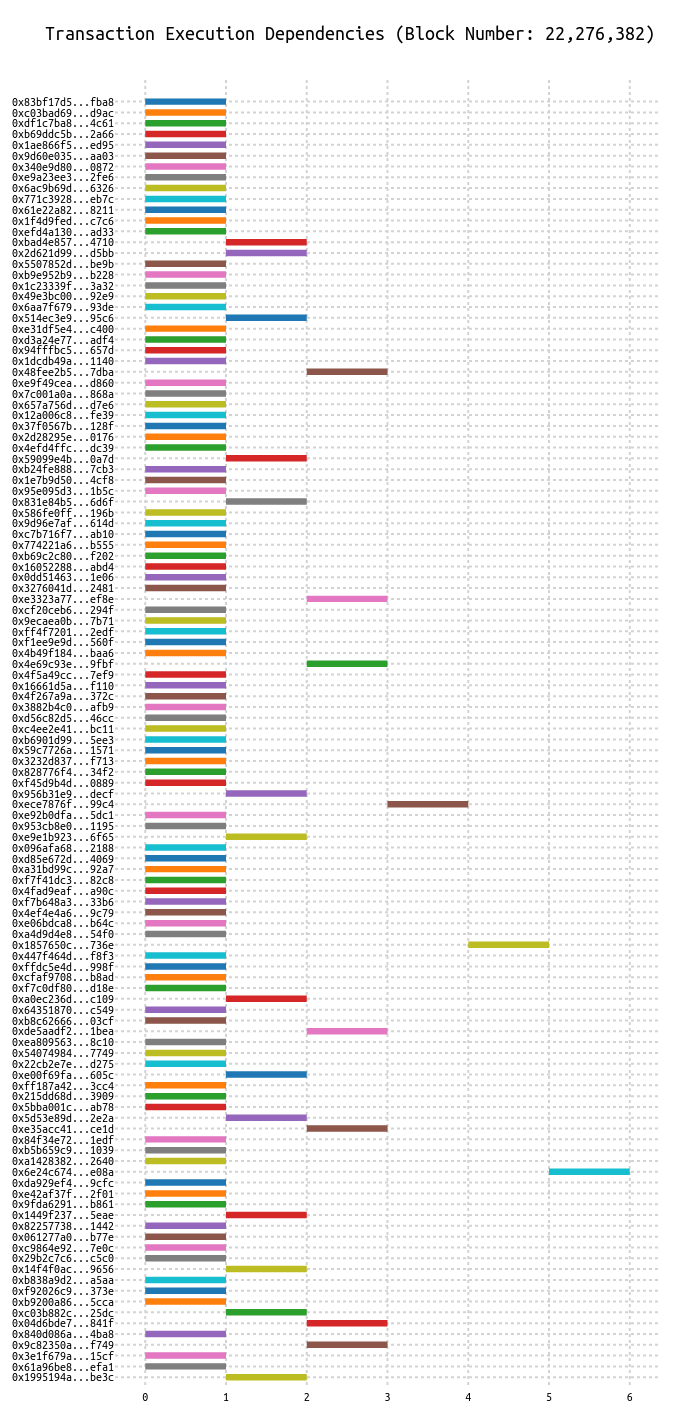 Transaction Execution Dependencies (Block Number: 22,276,382)
0x83bf17d5...fba8
0xc03bad69...d9ac
0xdf1c7ba8...4c61
0xb69ddc5b...2a66
0x1ae866f5...ed95
0x9d60e035...aa03
0x340e9d80...0872
0xe9a23ee3...2fe6
0x6ac9b69d...6326
0x771c3928...eb7c
0x61e22a82...8211
0x1f4d9fed...c7c6
0xefd4a130...ad33
0xbad4e857...4710
0x2d621d99...d5bb
0x5507852d...be9b
0xb9e952b9...b228
0x1c23339f...3a32
0x49e3bc00...92e9
0x6aa7f679...93de
0x514ec3e9...95c6
0xe31df5e4...c400
0xd3a24e77...adf4
0x94fffbc5...657d
0x1dcdb49a...1140
0x48fee2b5...7dba
0xe9f49cea...d860
0x7c001a0a...868a
0x657a756d...d7e6
0x12a006c8...fe39
0x37f0567b...128f
0x2d28295e...0176
0x4efd4ffc...dc39
0x59099e4b...0a7d
0xb24fe888...7cb3
0x1e7b9d50...4cf8
0x95e095d3...1b5c
0x831e84b5...6d6f
0x586fe0ff...196b
0x9d96e7af...614d
0xc7b716f7...ab10
0x774221a6...b555
0xb69c2c80...f202
0x16052288...abd4
0x0dd51463...1e06
0x3276041d...2481
0xe3323a77...ef8e
0xcf20ceb6...294f
0x9ecaea0b...7b71
0xff4f7201...2edf
0xf1ee9e9d...560f
0x4b49f184...baa6
0x4e69c93e...9fbf
0x4f5a49cc...7ef9
0x16661d5a...f110
0x4f267a9a...372c
0x3882b4c0...afb9
0xd56c82d5...46cc
0xc4ee2e41...bc11
0xb6901d99...5ee3
0x59c7726a...1571
0x3232d837...f713
0x828776f4...34f2
0xf45d9b4d...0889
0x956b31e9...decf
0xece7876f...99c4
0xe92b0dfa...5dc1
0x953cb8e0...1195
0xe9e1b923...6f65
0x096afa68...2188
0xd85e672d...4069
0xa31bd99c...92a7
0xf7f41dc3...82c8
0x4fad9eaf...a90c
0xf7b648a3...33b6
0x4ef4e4a6...9c79
0xe06bdca8...b64c
0xa4d9d4e8...54f0
0x1857650c...736e
0x447f464d...f8f3
0xffdc5e4d...998f
0xcfaf9708...b8ad
0xf7c0df80...d18e
0xa0ec236d...c109
0x64351870...c549
0xb8c62666...03cf
0xde5aadf2...1bea
0xea809563...8c10
0x54074984...7749
0x22cb2e7e...d275
0xe00f69fa...605c
0xff187a42...3cc4
0x215dd68d...3909
0x5bba001c...ab78
0x5d53e89d...2e2a
0xe35acc41...ce1d
0x84f34e72...1edf
0xb5b659c9...1039
0xa1428382...2640
0x6e24c674...e08a
0xda929ef4...9cfc
0xe42af37f...2f01
0x9fda6291...b861
0x1449f237...5eae
0x82257738...1442
0x061277a0...b77e
0xc9864e92...7e0c
0x29b2c7c6...c5c0
0x14f4f0ac...9656
0xb838a9d2...a5aa
0xf92026c9...373e
0xb9200a86...5cca
0xc03b882c...25dc
0x04d6bde7...841f
0x840d086a...4ba8
0x9c82350a...f749
0x3e1f679a...15cf
0x61a96be8...efa1
0x1995194a...be3c
0 1 2 3 4 5 6